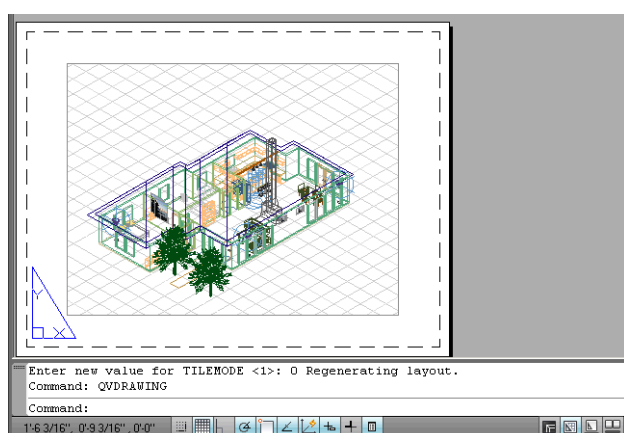 Y
X
Enter new value for TILEMODE <1>: 0 Regenerating layout.
Command: QVDRAWING
Command:
1'-6 3/16", 0'-9 3/16" , 0'-0"